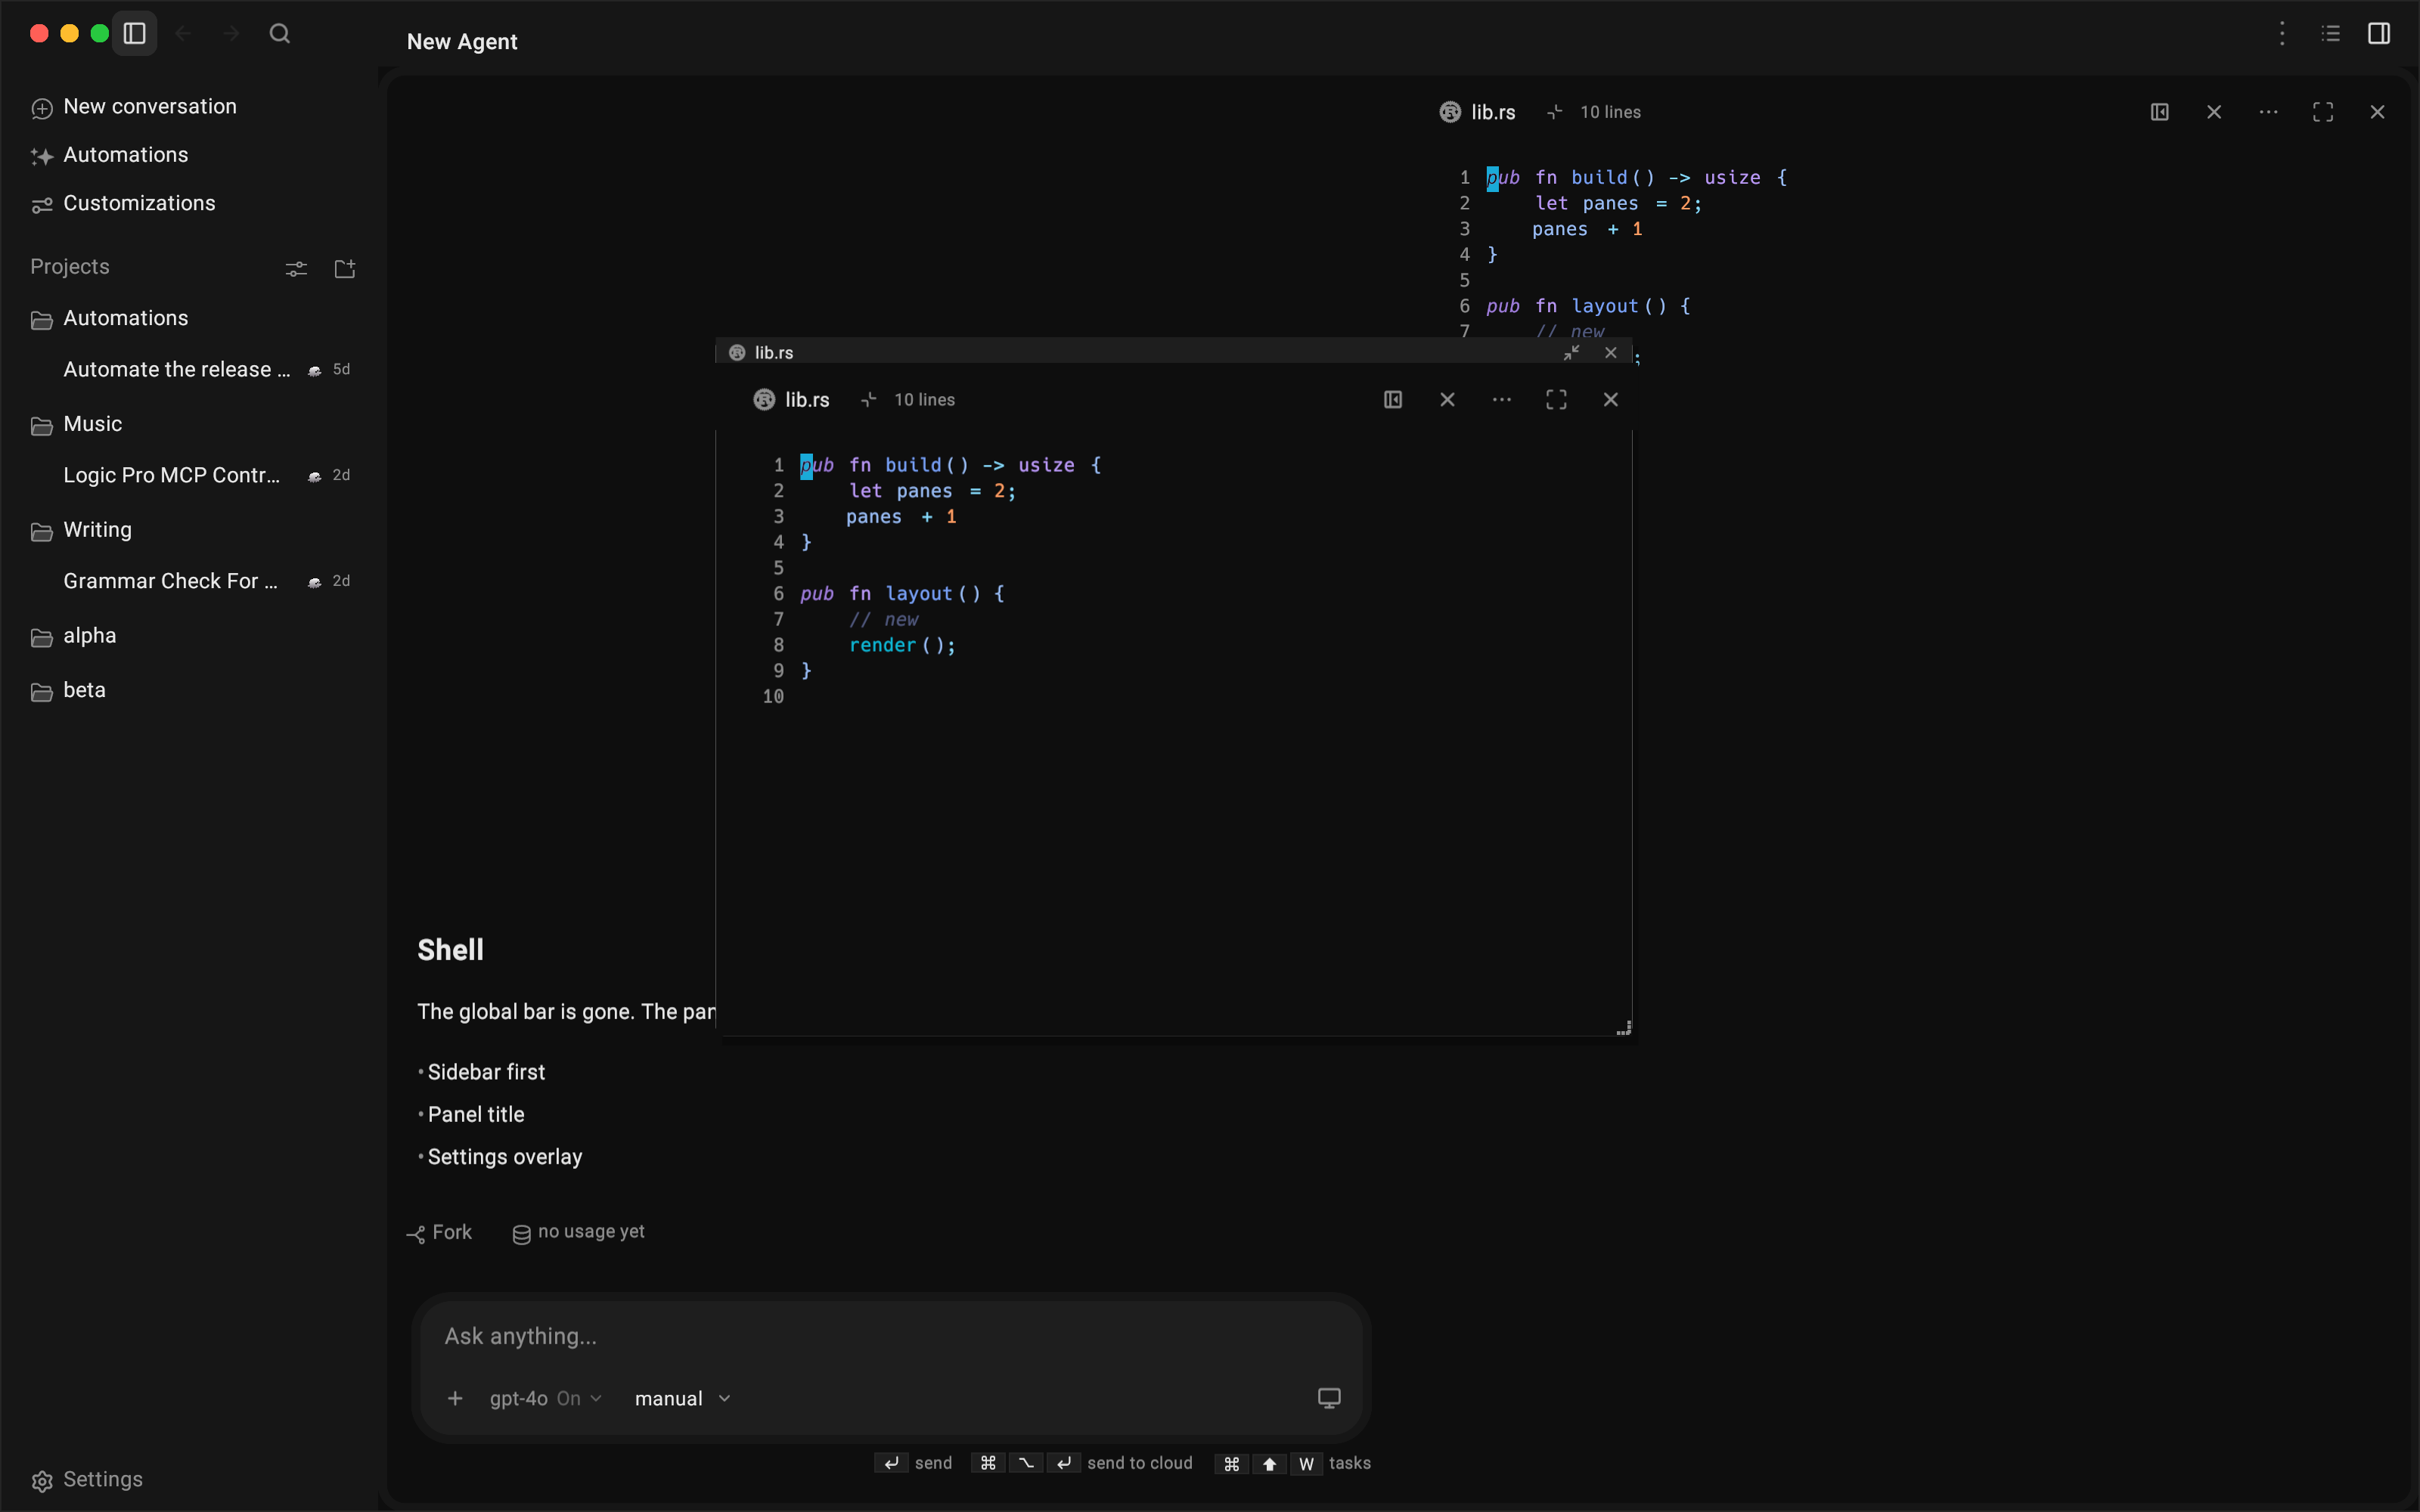 New Agent
New conversation
Automations
Customizations
Projects
Automations
Automate the release ... 5d
Music
Logic Pro MCP Contr... 2d
Writing
Grammar Check For ... 2d
alpha
beta
Settings
lib.rs 10 lines
1 pub fn build() -> usize {
2 let panes = 2;
3 panes + 1
4 }
5
6 pub fn layout() {
7 // new
;
lib.rs
lib.rs 10 lines
1 pub fn build() -> usize {
2 let panes = 2;
3 panes + 1
4 }
5
6 pub fn layout() {
7 // new
8 render();
9 }
10
Shell
The global bar is gone. The pan
• Sidebar first
• Panel title
• Settings overlay
Fork no usage yet
Ask anything...
gpt-4o On manual
send ⌘ ⌥ send to cloud ⌘ W tasks